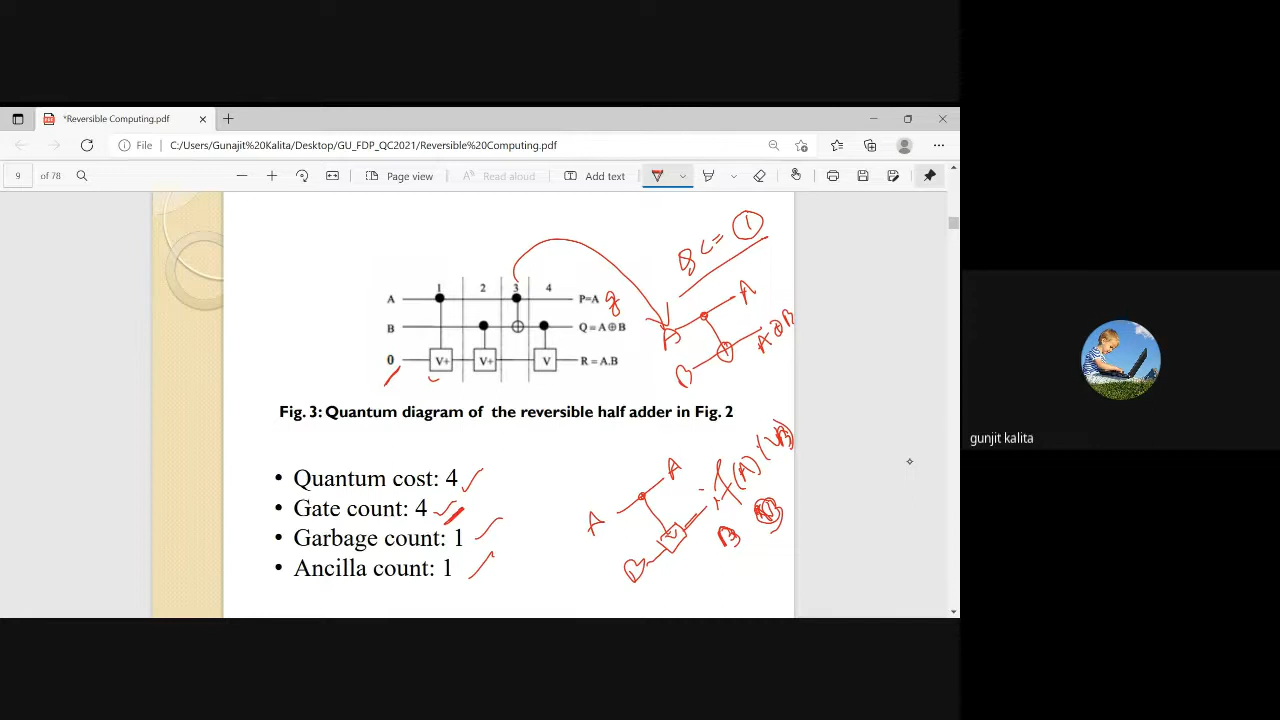 *Reversible Computing.pdf
File C:/Users/Gunajit%20Kalita/Desktop/GU_FDP_QC2021/Reversible%20Computing.pdf
9 of 78 Page view Read aloud Add text
1 2 3 4
A P=A g
B Q = A⊕B
0 V+ V+ V R = A.B
1
A
A
B A⊕B
Fig. 3: Quantum diagram of the reversible half adder in Fig. 2
• Quantum cost: 4
• Gate count: 4
• Garbage count: 1
• Ancilla count: 1
A
A
B
B
gunjit kalita